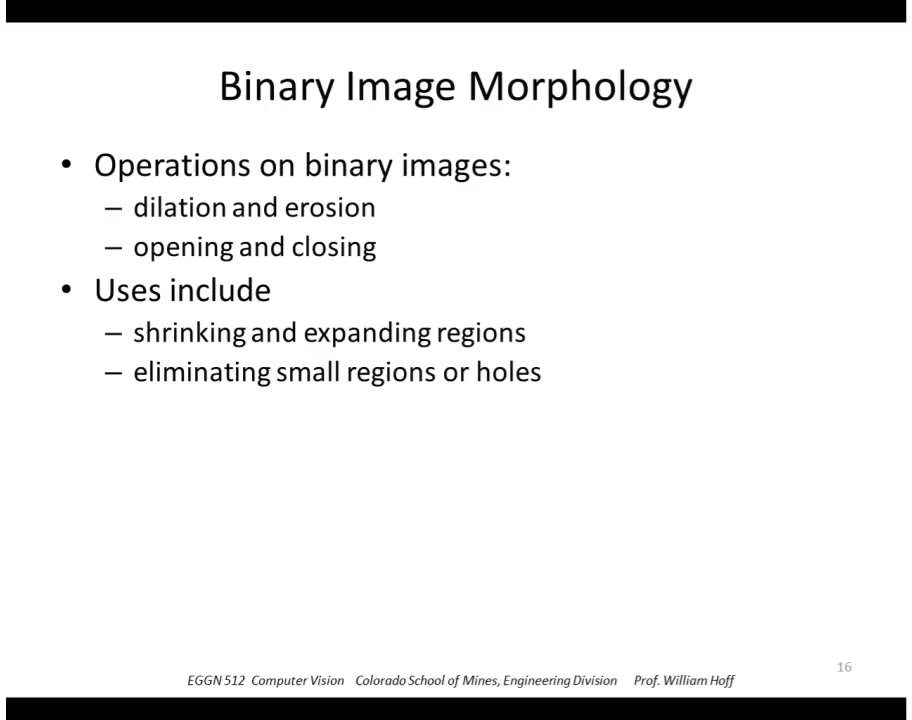 Binary Image Morphology
• Operations on binary images:
– dilation and erosion
– opening and closing
• Uses include
– shrinking and expanding regions
– eliminating small regions or holes
16
EGGN 512 Computer Vision Colorado School of Mines, Engineering Division Prof. William Hoff